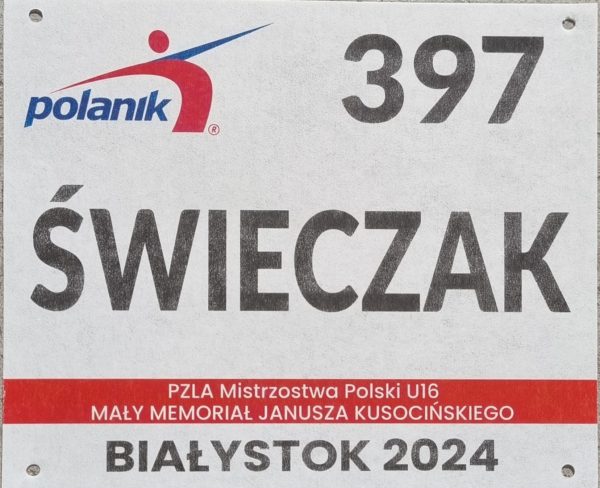 polanik®
397
ŚWIECZAK
PZLA Mistrzostwa Polski U16
MAŁY MEMORIAŁ JANUSZA KUSOCIŃSKIEGO
BIAŁYSTOK 2024